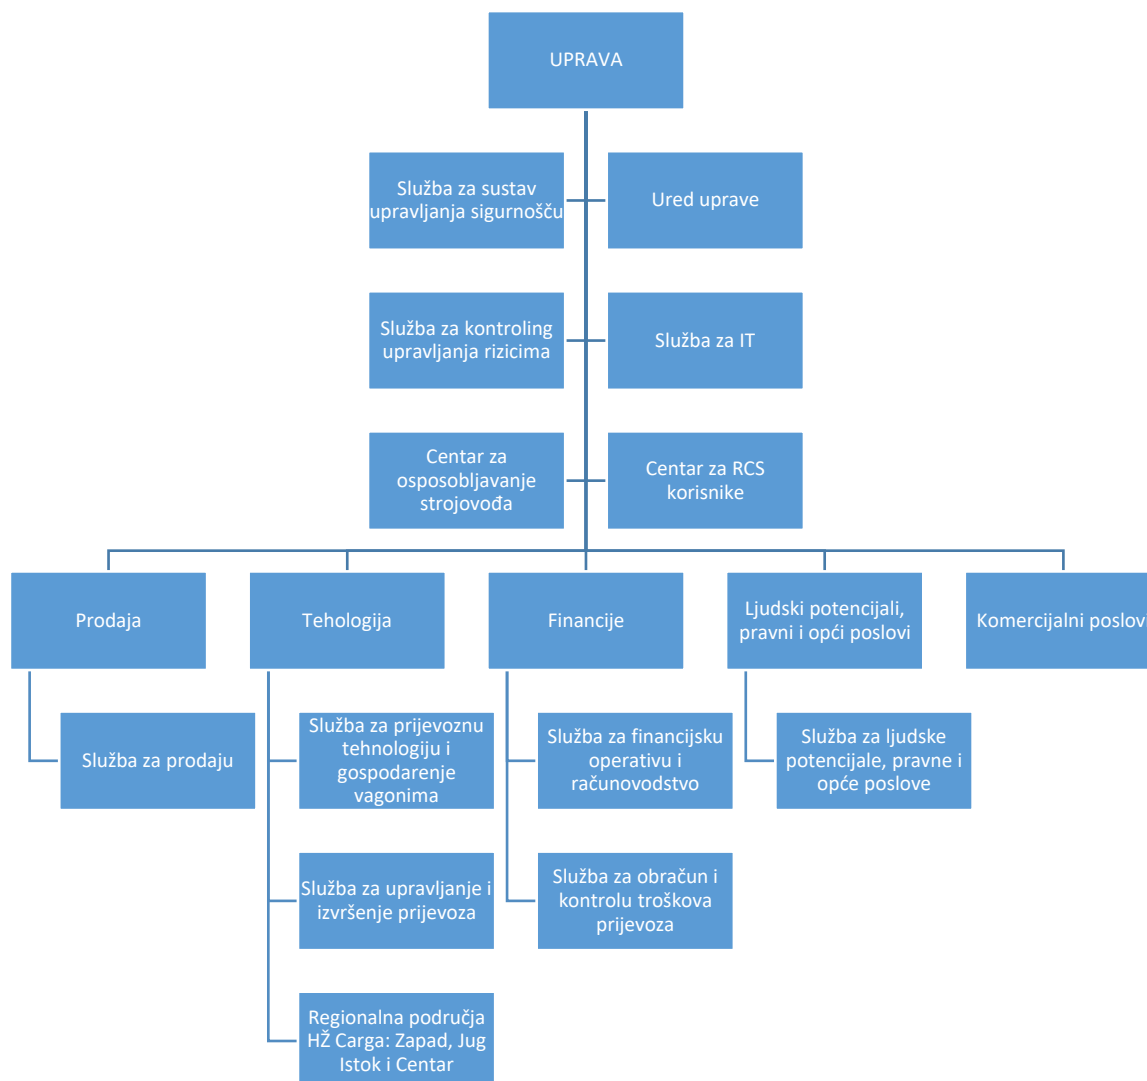 UPRAVA
Služba za sustav
upravljanja sigurnošču
Ured uprave
Služba za kontroling
upravljanja rizicima
Služba za IT
Centar za
osposobljavanje
strojovođa
Centar za RCS
korisnike
Prodaja
Tehologija
Financije
Ljudski potencijali,
pravni i opći poslovi
Komercijalni poslovi
Služba za prodaju
Služba za prijevoznu
tehnologiju i
gospodarenje
vagonima
Služba za financijsku
operativu i
računovodstvo
Služba za ljudske
potencijale, pravne i
opće poslove
Služba za upravljanje i
izvršenje prijevoza
Služba za obračun i
kontrolu troškova
prijevoza
Regionalna područja
HŽ Carga: Zapad, Jug
Istok i Centar